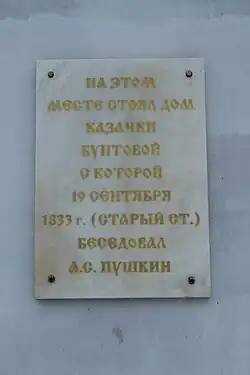 НА ЭТОМ
МЕСТЕ СТОЯЛ ДОМ
КАЗАЧКИ
БУНТОВОЙ
С КОТОРОЙ
19 СЕНТЯБРЯ
1833 г. (СТАРЫЙ СТ.)
БЕСЕДОВАЛ
А.С. ПУШКИН